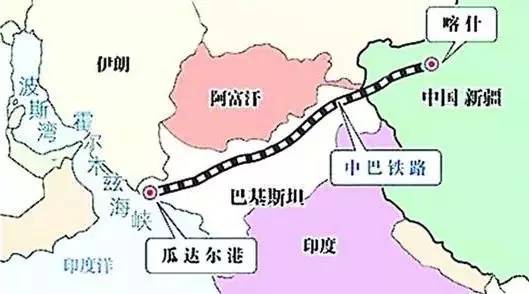 喀什
伊朗
波斯湾
阿富汗
中国 新疆
霍尔木兹海峡
中巴铁路
巴基斯坦
瓜达尔港
印度
印度洋